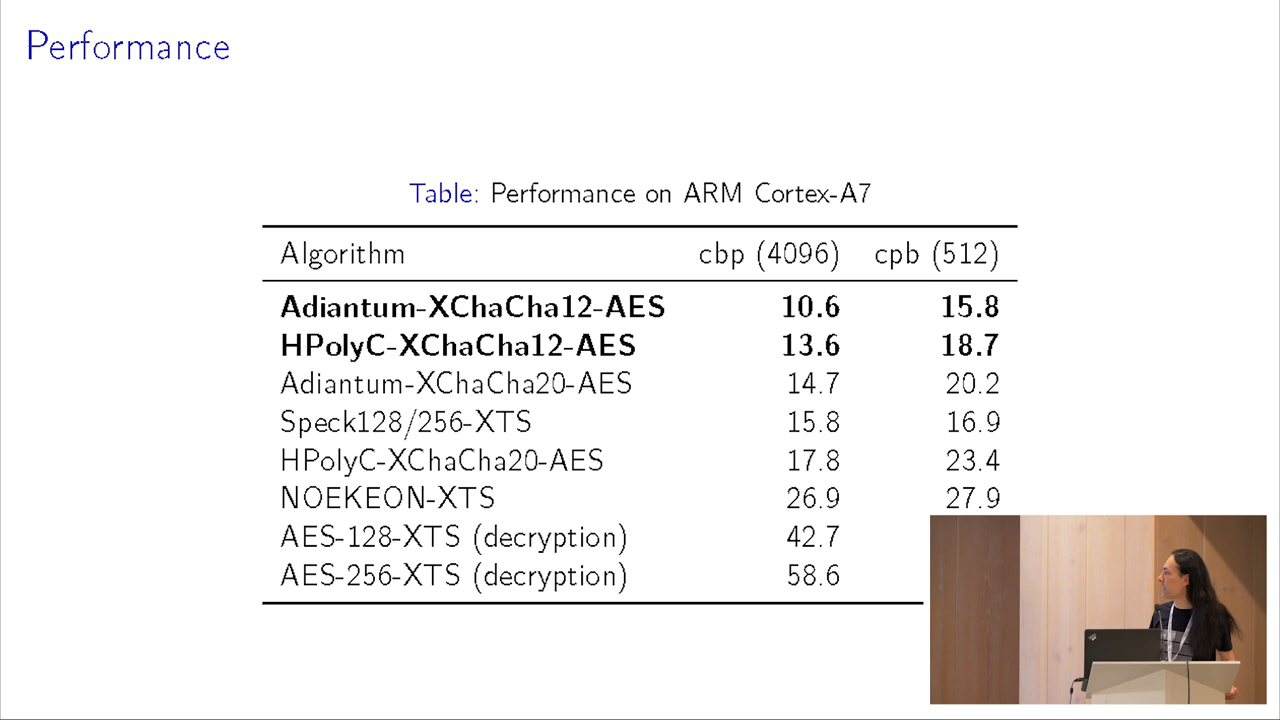 Performance
Table: Performance on ARM Cortex-A7
Algorithm cbp (4096) cpb (512)
Adiantum-XChaCha12-AES 10.6 15.8
HPolyC-XChaCha12-AES 13.6 18.7
Adiantum-XChaCha20-AES 14.7 20.2
Speck128/256-XTS 15.8 16.9
HPolyC-XChaCha20-AES 17.8 23.4
NOEKEON-XTS 26.9 27.9
AES-128-XTS (decryption) 42.7
AES-256-XTS (decryption) 58.6